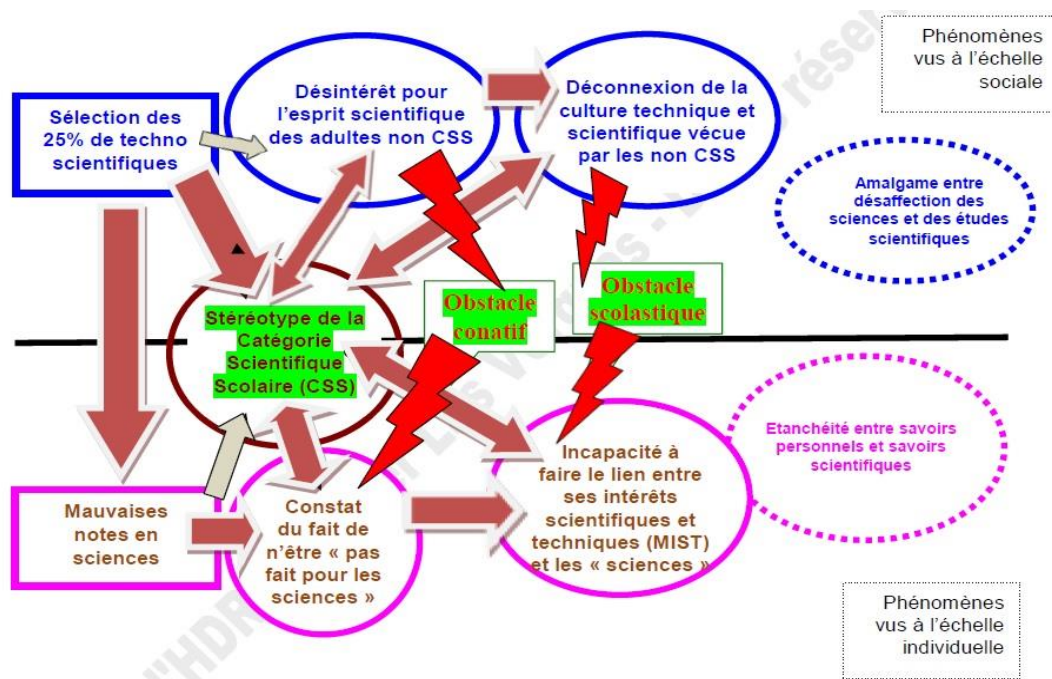 Phénomènes
vus à l'échelle
sociale
Sélection des
25% de techno
scientifiques
Désintérêt pour
l'esprit scientifique
des adultes non CSS
Déconnexion de la
culture technique et
scientifique vécue
par les non CSS
Amalgame entre
désaffection des
sciences et des études
scientifiques
Stéréotype de la
Catégorie
Scientifique
Scolaire (CSS)
Obstacle
conatif
Obstacle
scolastique
Etanchéité entre savoirs
personnels et savoirs
scientifiques
Mauvaises
notes en
sciences
Constat
du fait de
n'être « pas
fait pour les
sciences »
Incapacité à
faire le lien entre
ses intérêts
scientifiques et
techniques (MIST)
et les « sciences »
Phénomènes
vus à l'échelle
individuelle
"HDR